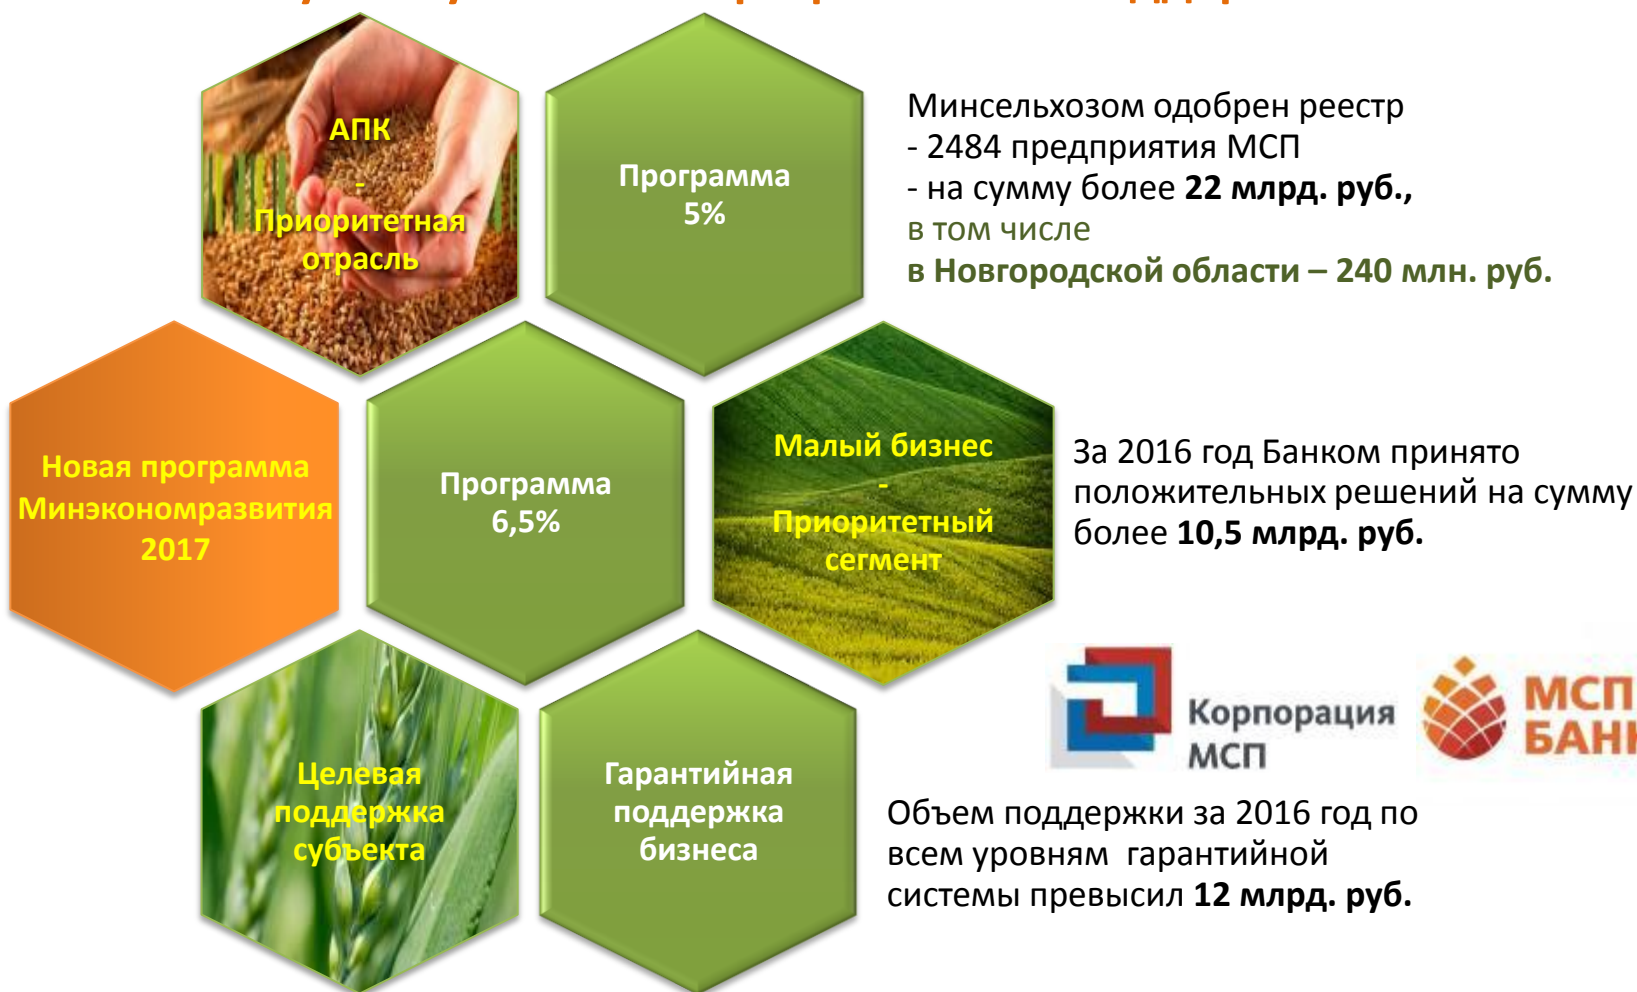 АПК
-
Приоритетная
отрасль
Программа
5%
Минсельхозом одобрен реестр
- 2484 предприятия МСП
- на сумму более 22 млрд. руб.,
в том числе
в Новгородской области – 240 млн. руб.
Новая программа
Минэкономразвития
2017
Программа
6,5%
Малый бизнес
-
Приоритетный
сегмент
За 2016 год Банком принято
положительных решений на сумму
более 10,5 млрд. руб.
Корпорация
МСП
МСП
БАНК
Целевая
поддержка
субъекта
Гарантийная
поддержка
бизнеса
Объем поддержки за 2016 год по
всем уровням гарантийной
системы превысил 12 млрд. руб.